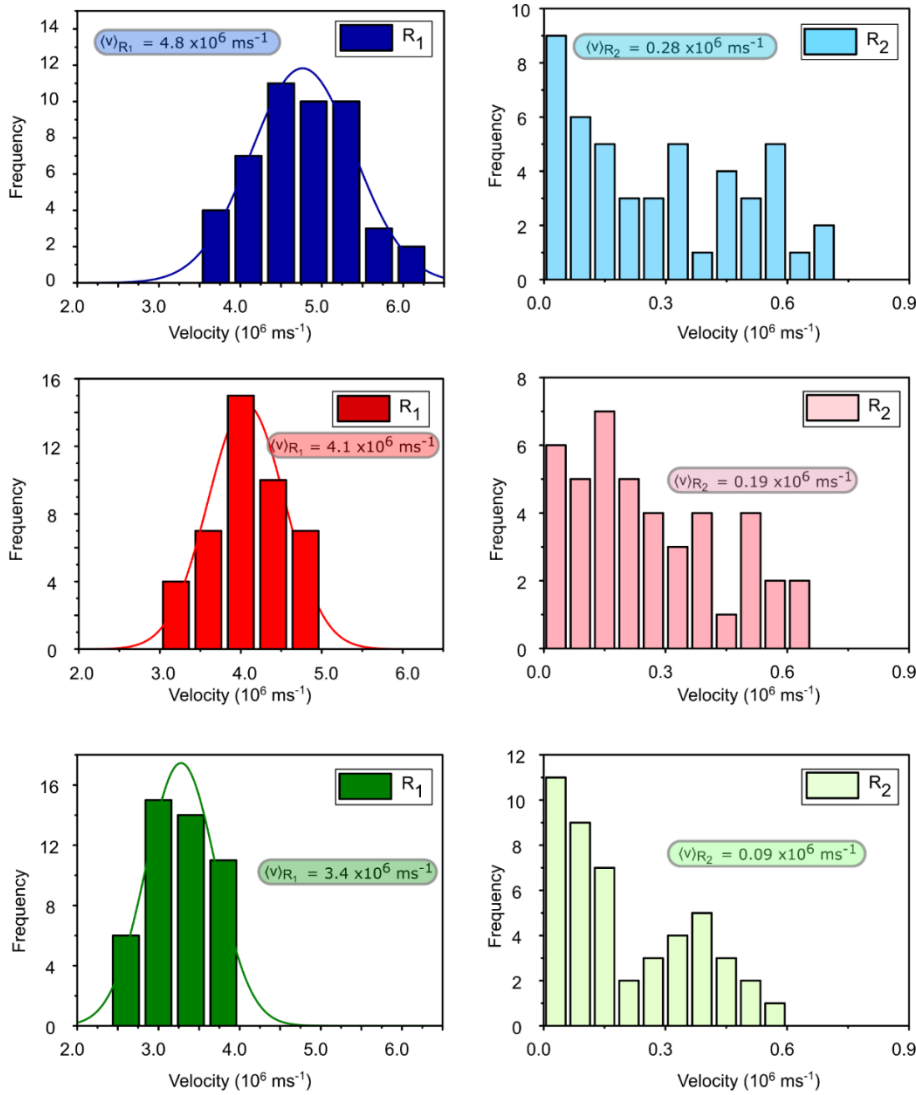 ⟨v⟩R₁ = 4.8 x10⁶ ms⁻¹
R₁
14
12
10
8
6
4
2
0
Frequency
2.0 3.0 4.0 5.0 6.0
Velocity (10⁶ ms⁻¹)
⟨v⟩R₂ = 0.28 x10⁶ ms⁻¹
R₂
10
8
6
4
2
0
Frequency
0.0 0.3 0.6 0.9
Velocity (10⁶ ms⁻¹)
R₁
⟨v⟩R₁ = 4.1 x10⁶ ms⁻¹
16
12
8
4
0
Frequency
2.0 3.0 4.0 5.0 6.0
Velocity (10⁶ ms⁻¹)
R₂
⟨v⟩R₂ = 0.19 x10⁶ ms⁻¹
8
6
4
2
0
Frequency
0.0 0.3 0.6 0.9
Velocity (10⁶ ms⁻¹)
R₁
⟨v⟩R₁ = 3.4 x10⁶ ms⁻¹
16
12
8
4
0
Frequency
2.0 3.0 4.0 5.0 6.0
Velocity (10⁶ ms⁻¹)
R₂
⟨v⟩R₂ = 0.09 x10⁶ ms⁻¹
12
10
8
6
4
2
0
Frequency
0.0 0.3 0.6 0.9
Velocity (10⁶ ms⁻¹)